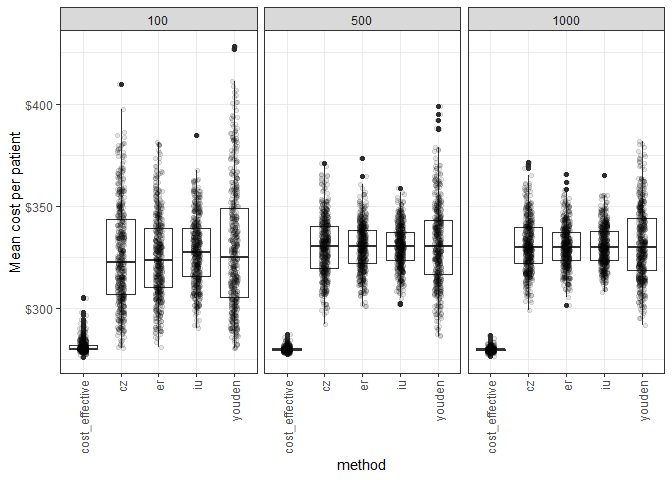 100 500 1000
Mean cost per patient
$400
$350
$300
cost_effective cz er iu youden cost_effective cz er iu youden cost_effective cz er iu youden
method